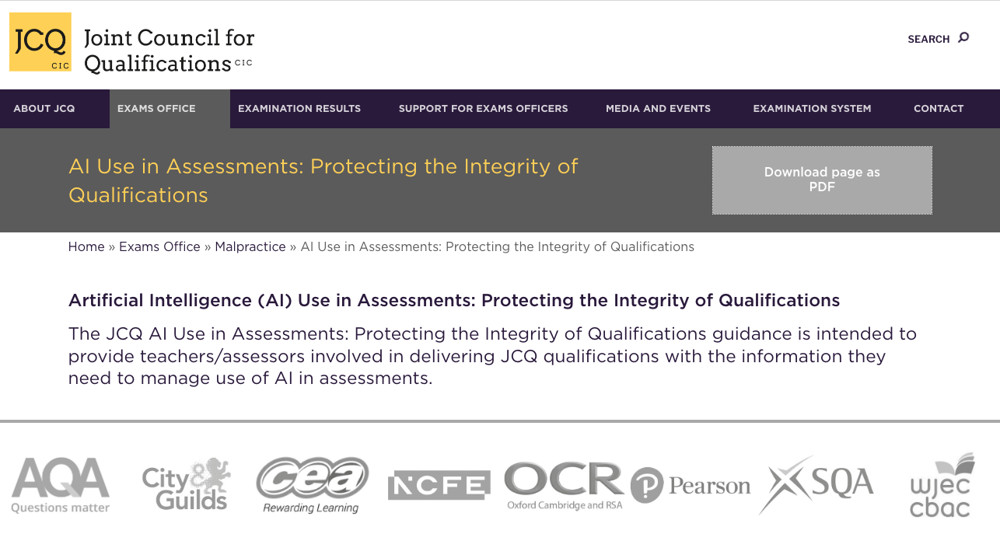 JCQ
CIC
Joint Council for
Qualifications CIC
SEARCH
ABOUT JCQ
EXAMS OFFICE
EXAMINATION RESULTS
SUPPORT FOR EXAMS OFFICERS
MEDIA AND EVENTS
EXAMINATION SYSTEM
CONTACT
AI Use in Assessments: Protecting the Integrity of
Qualifications
Download page as
PDF
Home » Exams Office » Malpractice » AI Use in Assessments: Protecting the Integrity of Qualifications
Artificial Intelligence (AI) Use in Assessments: Protecting the Integrity of Qualifications
The JCQ AI Use in Assessments: Protecting the Integrity of Qualifications guidance is intended to
provide teachers/assessors involved in delivering JCQ qualifications with the information they
need to manage use of AI in assessments.
AQA
Questions matter
City &
Guilds
cea
Rewarding Learning
NCFE
OCR
Oxford Cambridge and RSA
P
Pearson
SQA
wjec
cbac